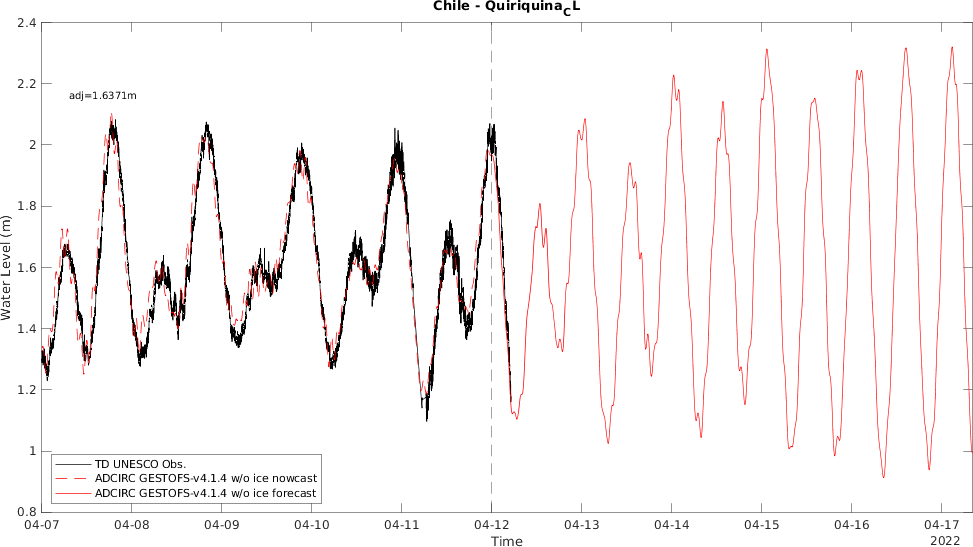 Chile - Quiriquina_CL
2.4
2.2
2
1.8
1.6
1.4
1.2
1
0.8
Water Level (m)
adj=1.6371m
TD UNESCO Obs.
ADCIRC GESTOFS-v4.1.4 w/o ice nowcast
ADCIRC GESTOFS-v4.1.4 w/o ice forecast
04-07 04-08 04-09 04-10 04-11 04-12 04-13 04-14 04-15 04-16 04-17
Time
2022